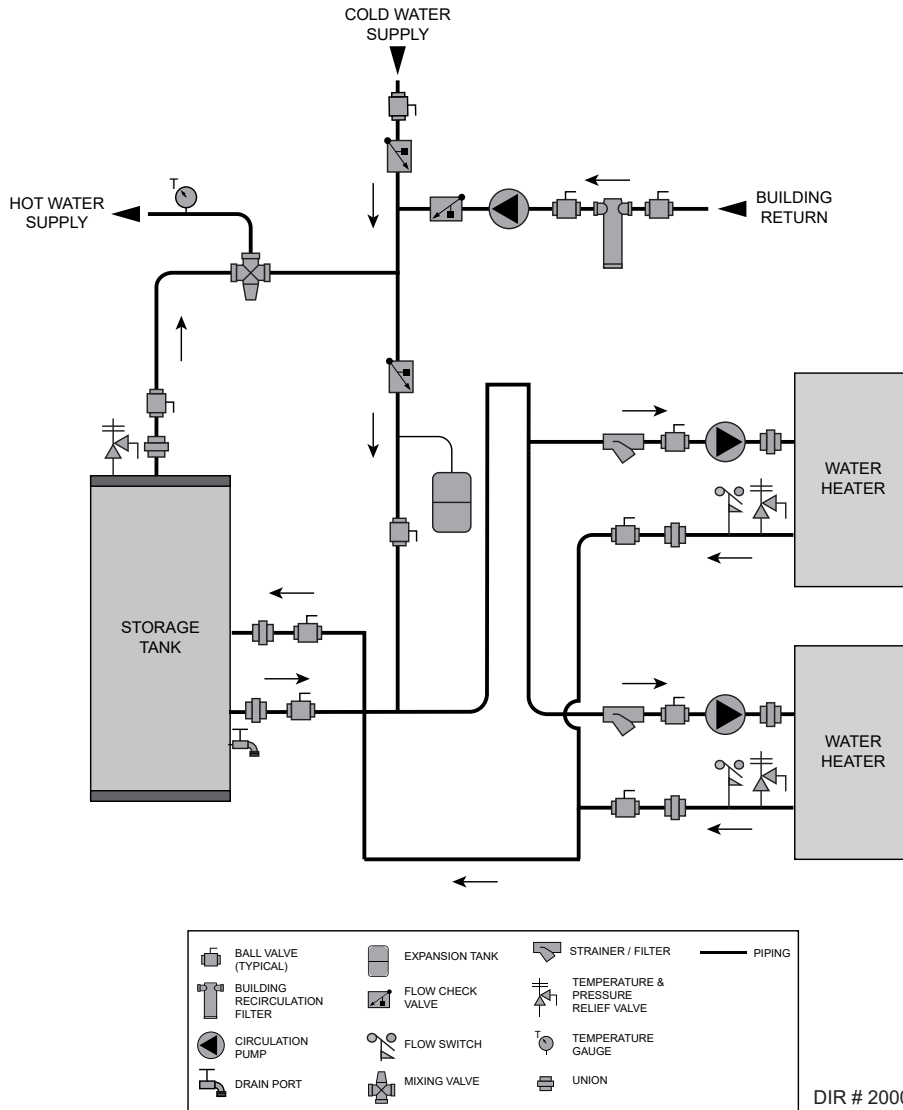 COLD WATER
SUPPLY
T
HOT WATER
SUPPLY
BUILDING
RETURN
WATER
HEATER
STORAGE
TANK
WATER
HEATER
BALL VALVE
(TYPICAL)
BUILDING
RECIRCULATION
FILTER
CIRCULATION
PUMP
DRAIN PORT
EXPANSION TANK
FLOW CHECK
VALVE
FLOW SWITCH
MIXING VALVE
STRAINER / FILTER
TEMPERATURE &
PRESSURE
RELIEF VALVE
T
TEMPERATURE
GAUGE
UNION
PIPING
DIR # 2000